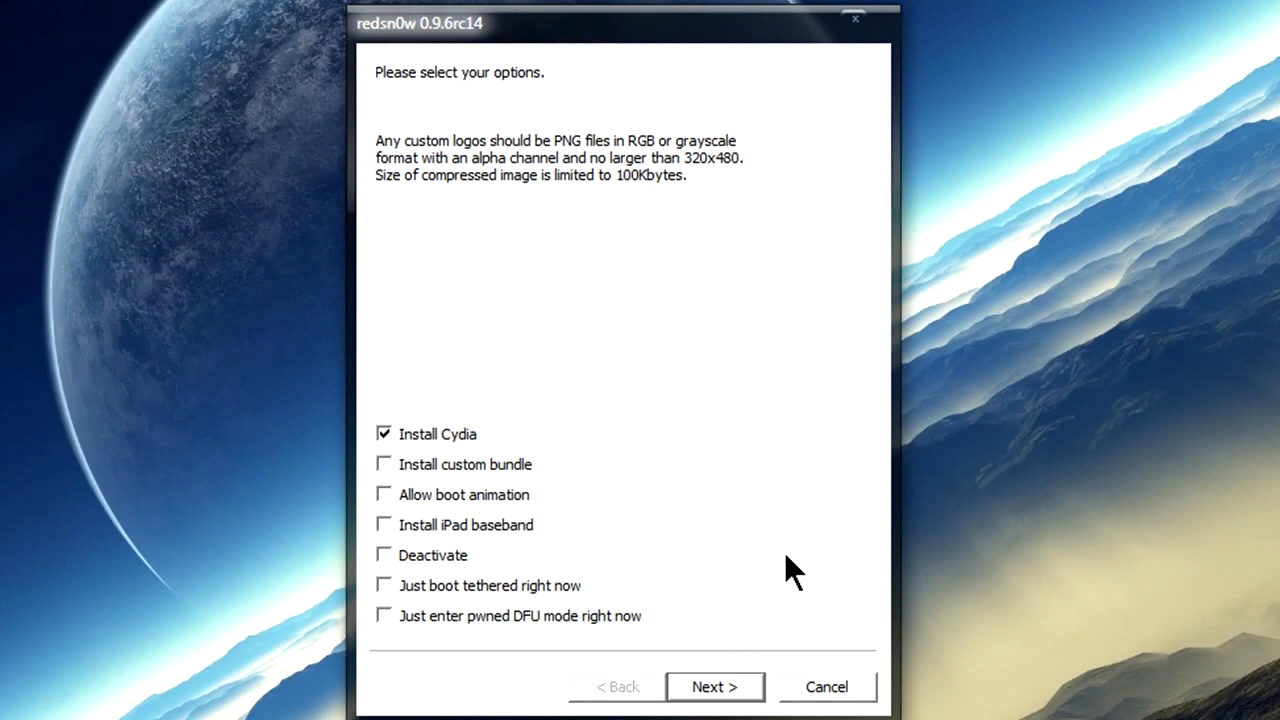 redsn0w 0.9.6rc14
x
Please select your options.
Any custom logos should be PNG files in RGB or grayscale
format with an alpha channel and no larger than 320x480.
Size of compressed image is limited to 100Kbytes.
Install Cydia
Install custom bundle
Allow boot animation
Install iPad baseband
Deactivate
Just boot tethered right now
Just enter pwned DFU mode right now
< Back
Next >
Cancel